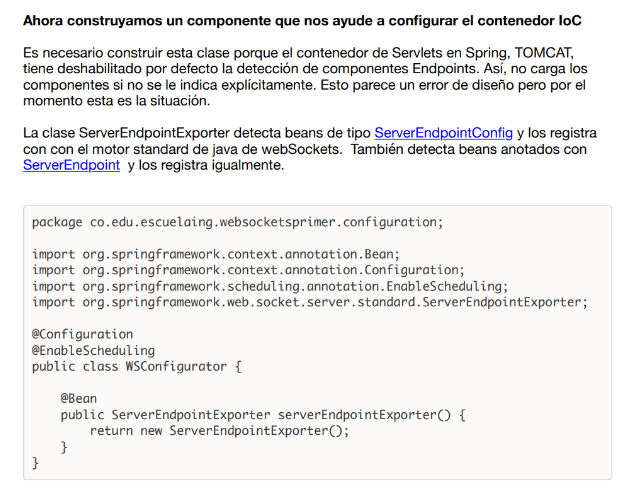 Ahora construyamos un componente que nos ayude a configurar el contenedor IoC
Es necesario construir esta clase porque el contenedor de Servlets en Spring, TOMCAT,
tiene deshabilitado por defecto la detección de componentes Endpoints. Así, no carga los
componentes si no se le indica explícitamente. Esto parece un error de diseño pero por el
momento esta es la situación.
La clase ServerEndpointExporter detecta beans de tipo ServerEndpointConfig y los registra
con con el motor standard de java de webSockets.  También detecta beans anotados con
ServerEndpoint  y los registra igualmente.
package co.edu.escuelaing.websocketsprimer.configuration;
import org.springframework.context.annotation.Bean;
import org.springframework.context.annotation.Configuration;
import org.springframework.scheduling.annotation.EnableScheduling;
import org.springframework.web.socket.server.standard.ServerEndpointExporter;
@Configuration
@EnableScheduling
public class WSConfigurator {
    @Bean
    public ServerEndpointExporter serverEndpointExporter() {
        return new ServerEndpointExporter();
    }
}